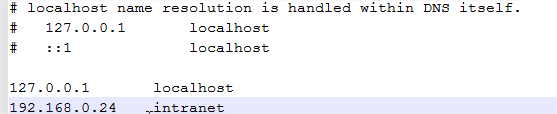 # localhost name resolution is handled within DNS itself.
#   127.0.0.1       localhost
#   ::1             localhost
127.0.0.1       localhost
192.168.0.24    intranet